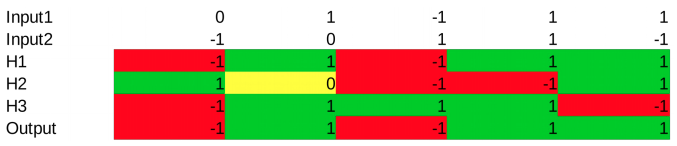 Input1 0 1 -1 1 1
Input2 -1 0 1 1 -1
H1 -1 1 -1 1 1
H2 1 0 -1 -1 1
H3 -1 1 1 1 -1
Output -1 1 -1 1 1